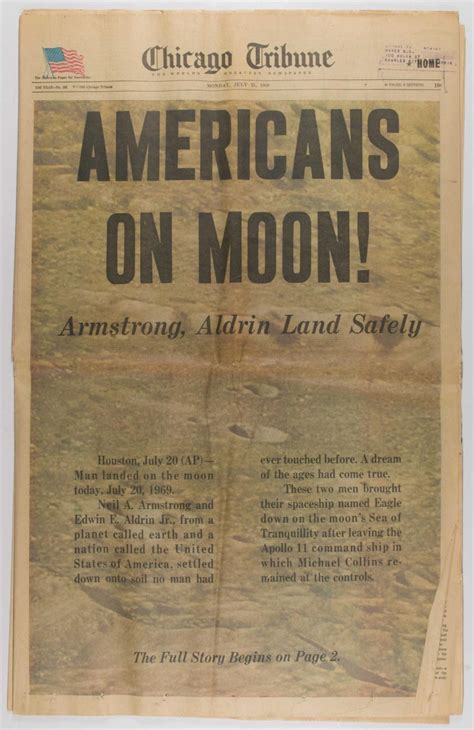 Chicago Tribune
THE WORLD'S GREATEST NEWSPAPER
HOME
MONDAY, JULY 21, 1969
10¢
AMERICANS
ON MOON!
Armstrong, Aldrin Land Safely
Houston, July 20 (AP)—
Man landed on the moon
today, July 20, 1969.
Neil A. Armstrong and
Edwin E. Aldrin Jr., from a
planet called earth and a
nation called the United
States of America, settled
down onto soil no man had
ever touched before. A dream
of the ages had come true.
These two men brought
their spaceship named Eagle
down on the moon's Sea of
Tranquillity after leaving the
Apollo 11 command ship in
which Michael Collins re-
mained at the controls.
The Full Story Begins on Page 2.